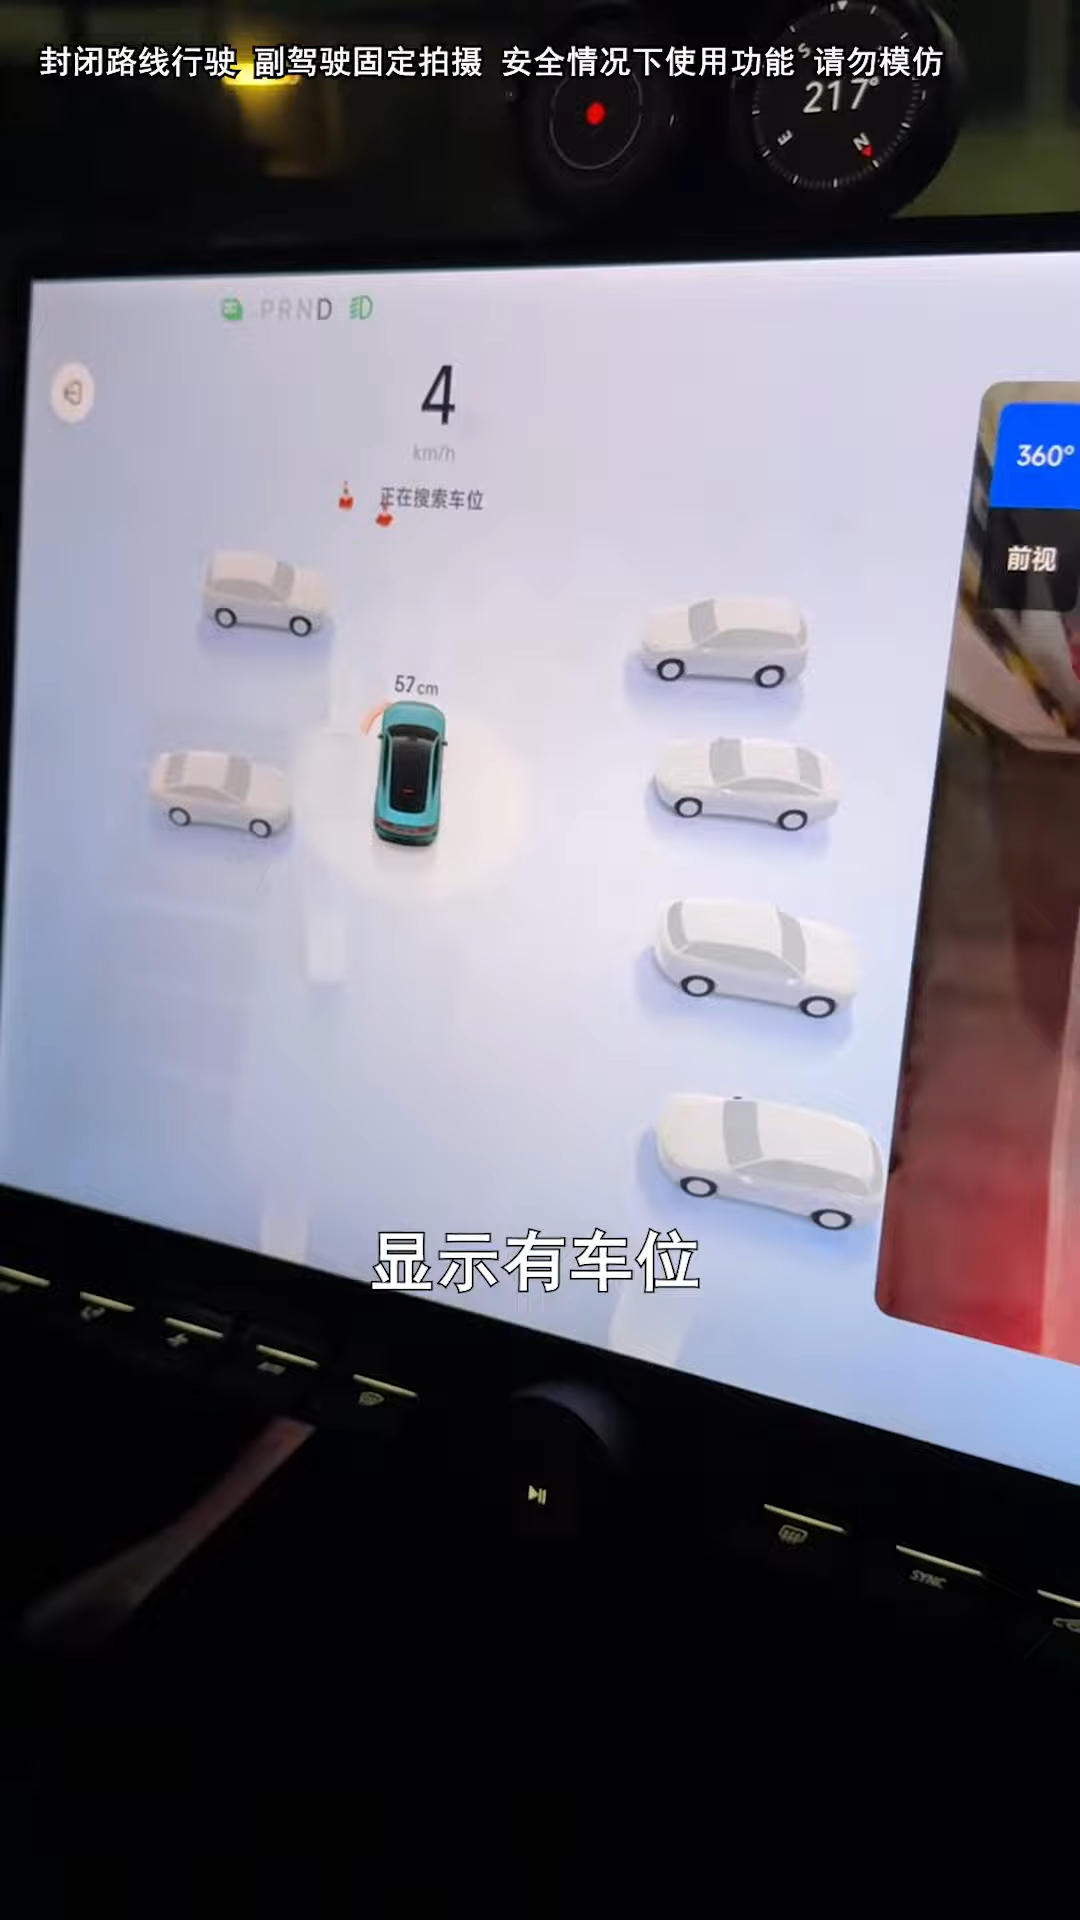 封闭路线行驶 副驾驶固定拍摄 安全情况下使用功能 请勿模仿
S
217°
E N
PRND
4
km/h
正在搜索车位
360°
前视
57cm
显示有车位
SYNC